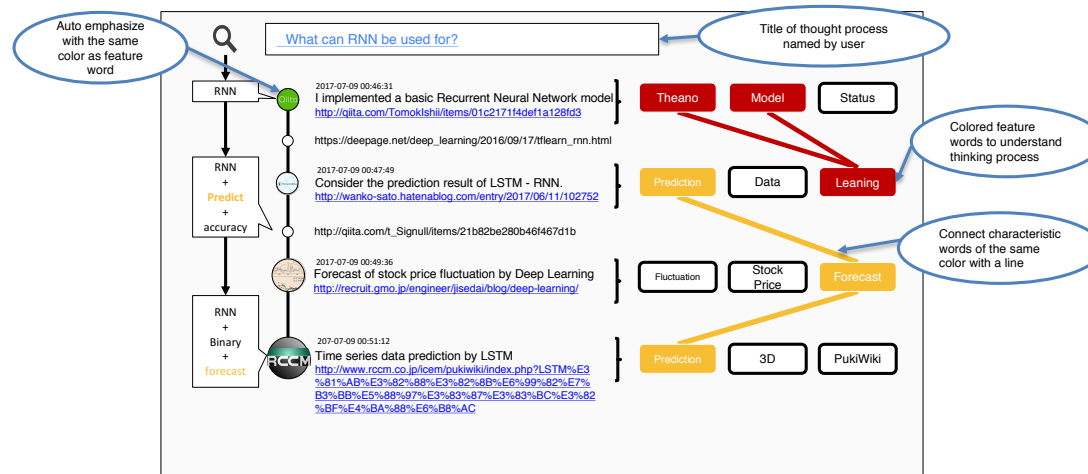 Auto emphasize
with the same
color as feature
word
What can RNN be used for?
Title of thought process
named by user
RNN
Qiita
2017-07-09 00:46:31
I implemented a basic Recurrent Neural Network model
http://qiita.com/TomokIshii/items/01c2171f4def1a128fd3
Theano
Model
Status
https://deepage.net/deep_learning/2016/09/17/tflearn_rnn.html
Colored feature
words to understand
thinking process
RNN
+
Predict
+
accuracy
2017-07-09 00:47:49
Consider the prediction result of LSTM - RNN.
http://wanko-sato.hatenablog.com/entry/2017/06/11/102752
Prediction
Data
Leaning
http://qiita.com/t_Signull/items/21b82be280b46f467d1b
Connect characteristic
words of the same
color with a line
2017-07-09 00:49:36
Forecast of stock price fluctuation by Deep Learning
http://recruit.gmo.jp/engineer/jisedai/blog/deep-learning/
Fluctuation
Stock
Price
Forecast
RNN
+
Binary
+
forecast
RCCM
207-07-09 00:51:12
Time series data prediction by LSTM
http://www.rccm.co.jp/icem/pukiwiki/index.php?LSTM%E3
%81%AB%E3%82%88%E3%82%8B%E6%99%82%E7%
B3%BB%E5%88%97%E3%83%87%E3%83%BC%E3%82
%BF%E4%BA%88%E6%B8%AC
Prediction
3D
PukiWiki